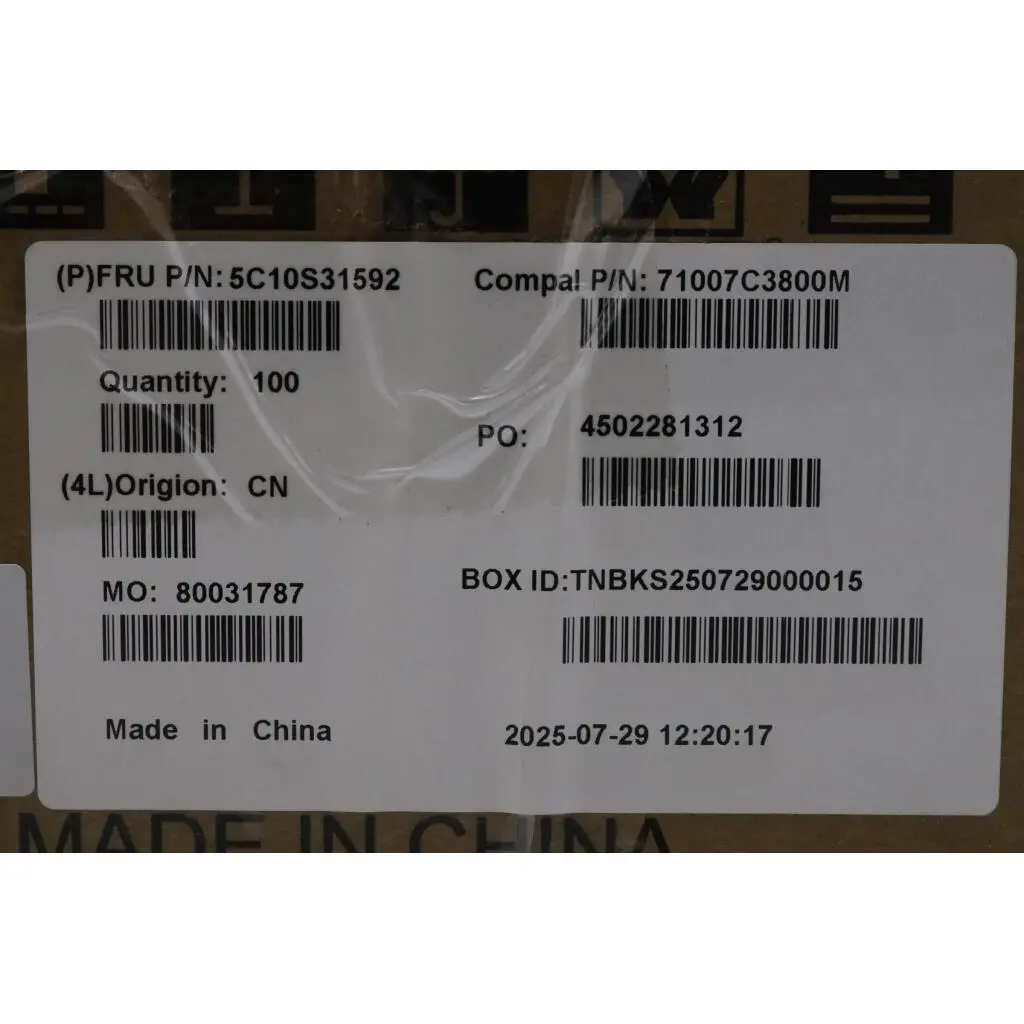 (P)FRU P/N: 5C10S31592
Compal P/N: 71007C3800M
Quantity: 100
PO: 4502281312
(4L)Origion: CN
MO: 80031787
BOX ID:TNBKS250729000015
Made in China
2025-07-29 12:20:17
MADE IN CHINA